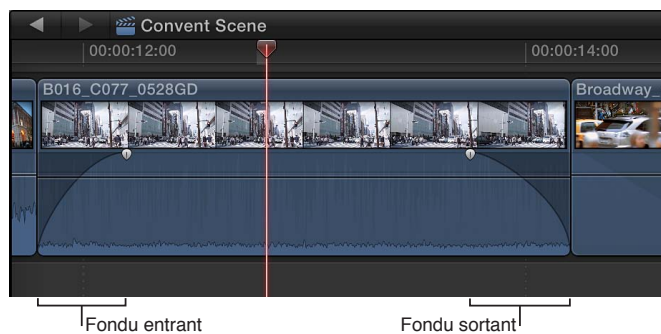 Convent Scene
00:00:12:00
00:00:14:00
B016_C077_0528GD
Broadway_
Fondu entrant
Fondu sortant